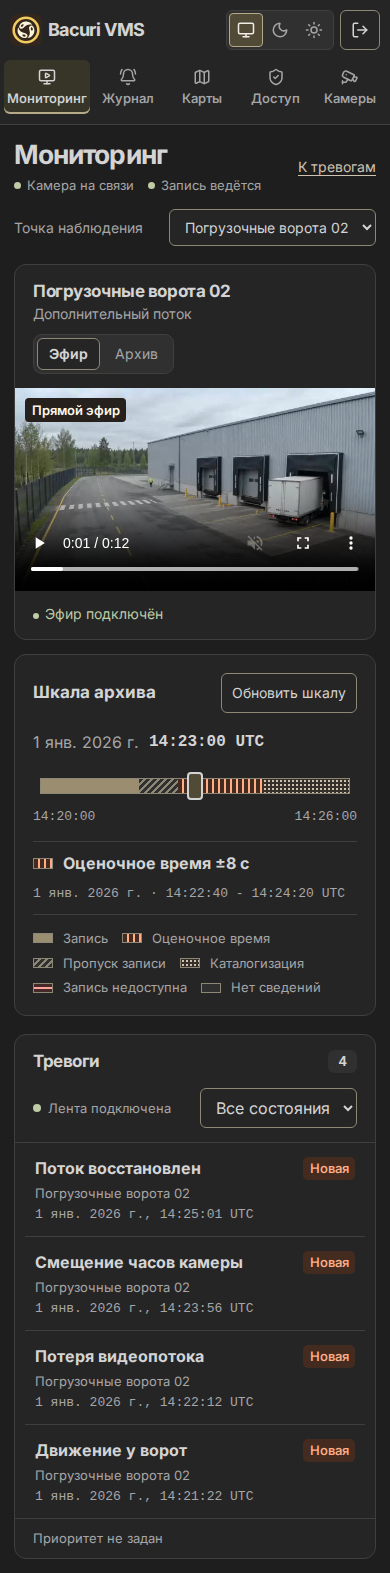 Bacuri VMS
Мониторинг Журнал Карты Доступ Камеры
Мониторинг
К тревогам
Камера на связи Запись ведётся
Точка наблюдения Погрузочные ворота 02
Погрузочные ворота 02
Дополнительный поток
Эфир Архив
Прямой эфир
0:01 / 0:12
Эфир подключён
Шкала архива Обновить шкалу
1 янв. 2026 г. 14:23:00 UTC
14:20:00 14:26:00
Оценочное время ±8 с
1 янв. 2026 г. · 14:22:40 - 14:24:20 UTC
Запись Оценочное время
Пропуск записи Каталогизация
Запись недоступна Нет сведений
Тревоги 4
Лента подключена Все состояния
Поток восстановлен Новая
Погрузочные ворота 02
1 янв. 2026 г., 14:25:01 UTC
Смещение часов камеры Новая
Погрузочные ворота 02
1 янв. 2026 г., 14:23:56 UTC
Потеря видеопотока Новая
Погрузочные ворота 02
1 янв. 2026 г., 14:22:12 UTC
Движение у ворот Новая
Погрузочные ворота 02
1 янв. 2026 г., 14:21:22 UTC
Приоритет не задан